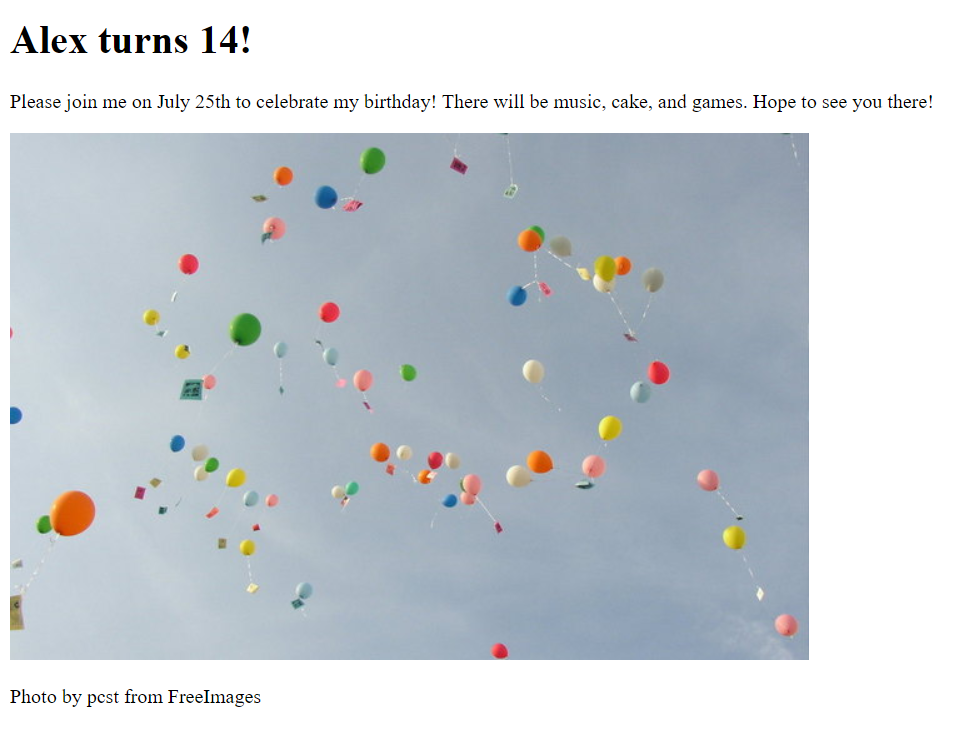 Alex turns 14!
Please join me on July 25th to celebrate my birthday! There will be music, cake, and games. Hope to see you there!
Photo by pcst from FreeImages